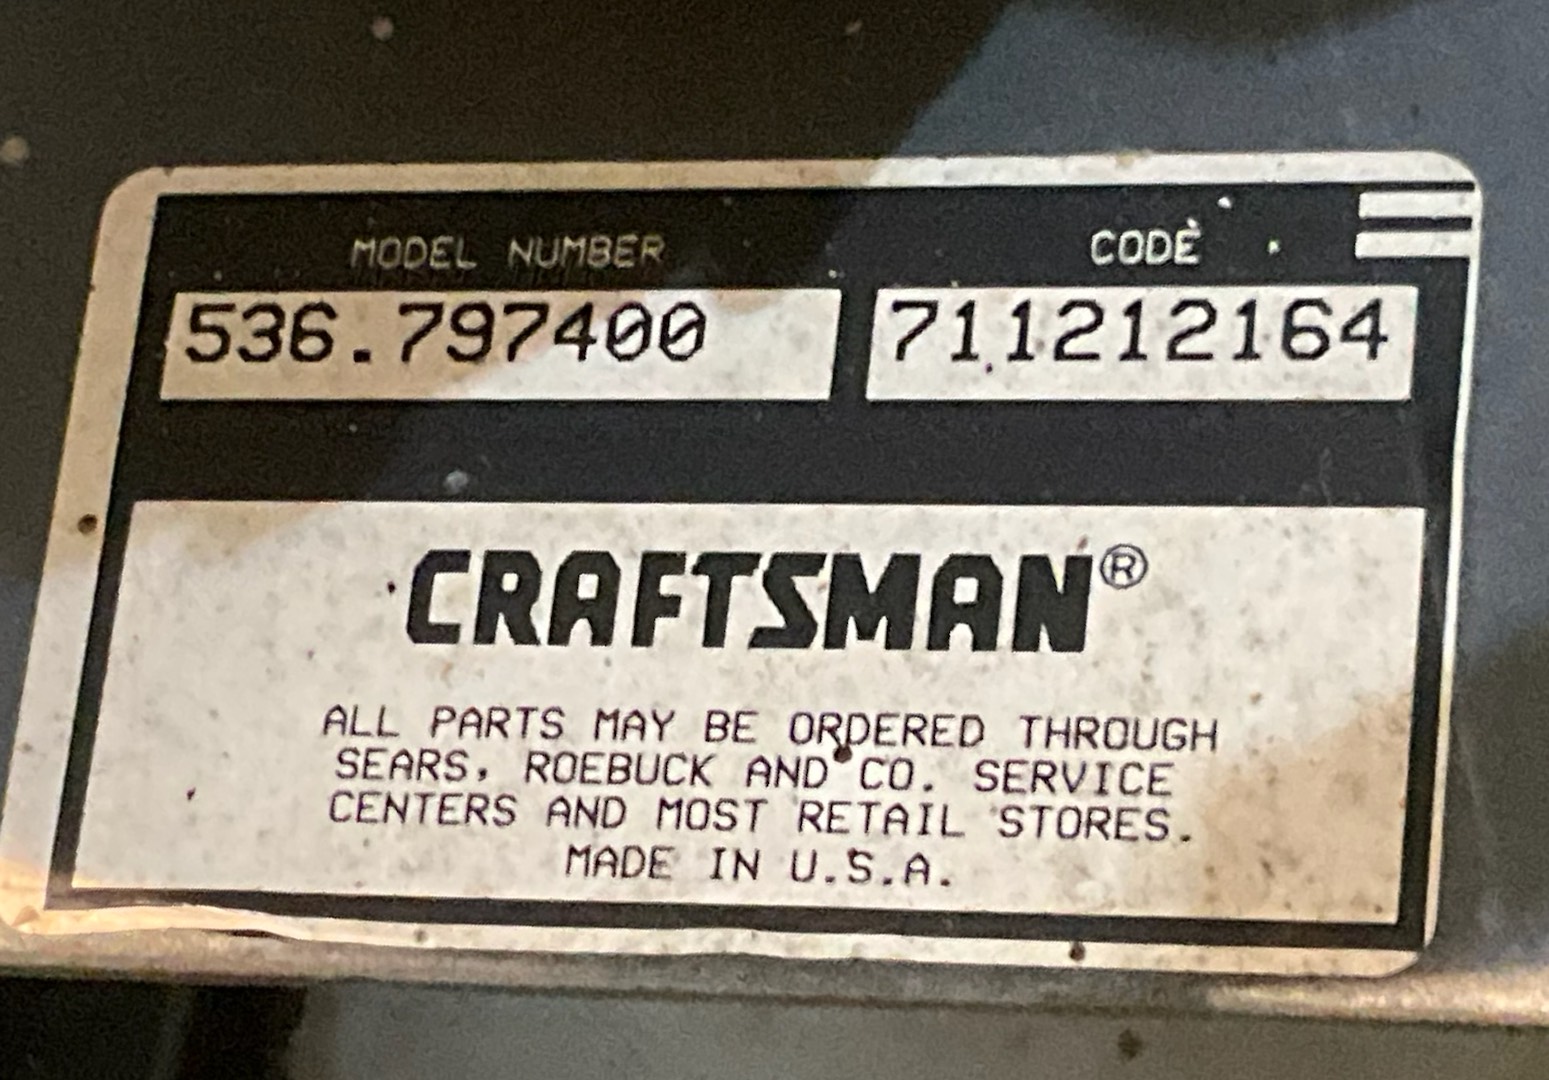 MODEL NUMBER
CODE
536.797400
711212164
CRAFTSMAN®
ALL PARTS MAY BE ORDERED THROUGH
SEARS, ROEBUCK AND CO. SERVICE
CENTERS AND MOST RETAIL STORES.
MADE IN U.S.A.